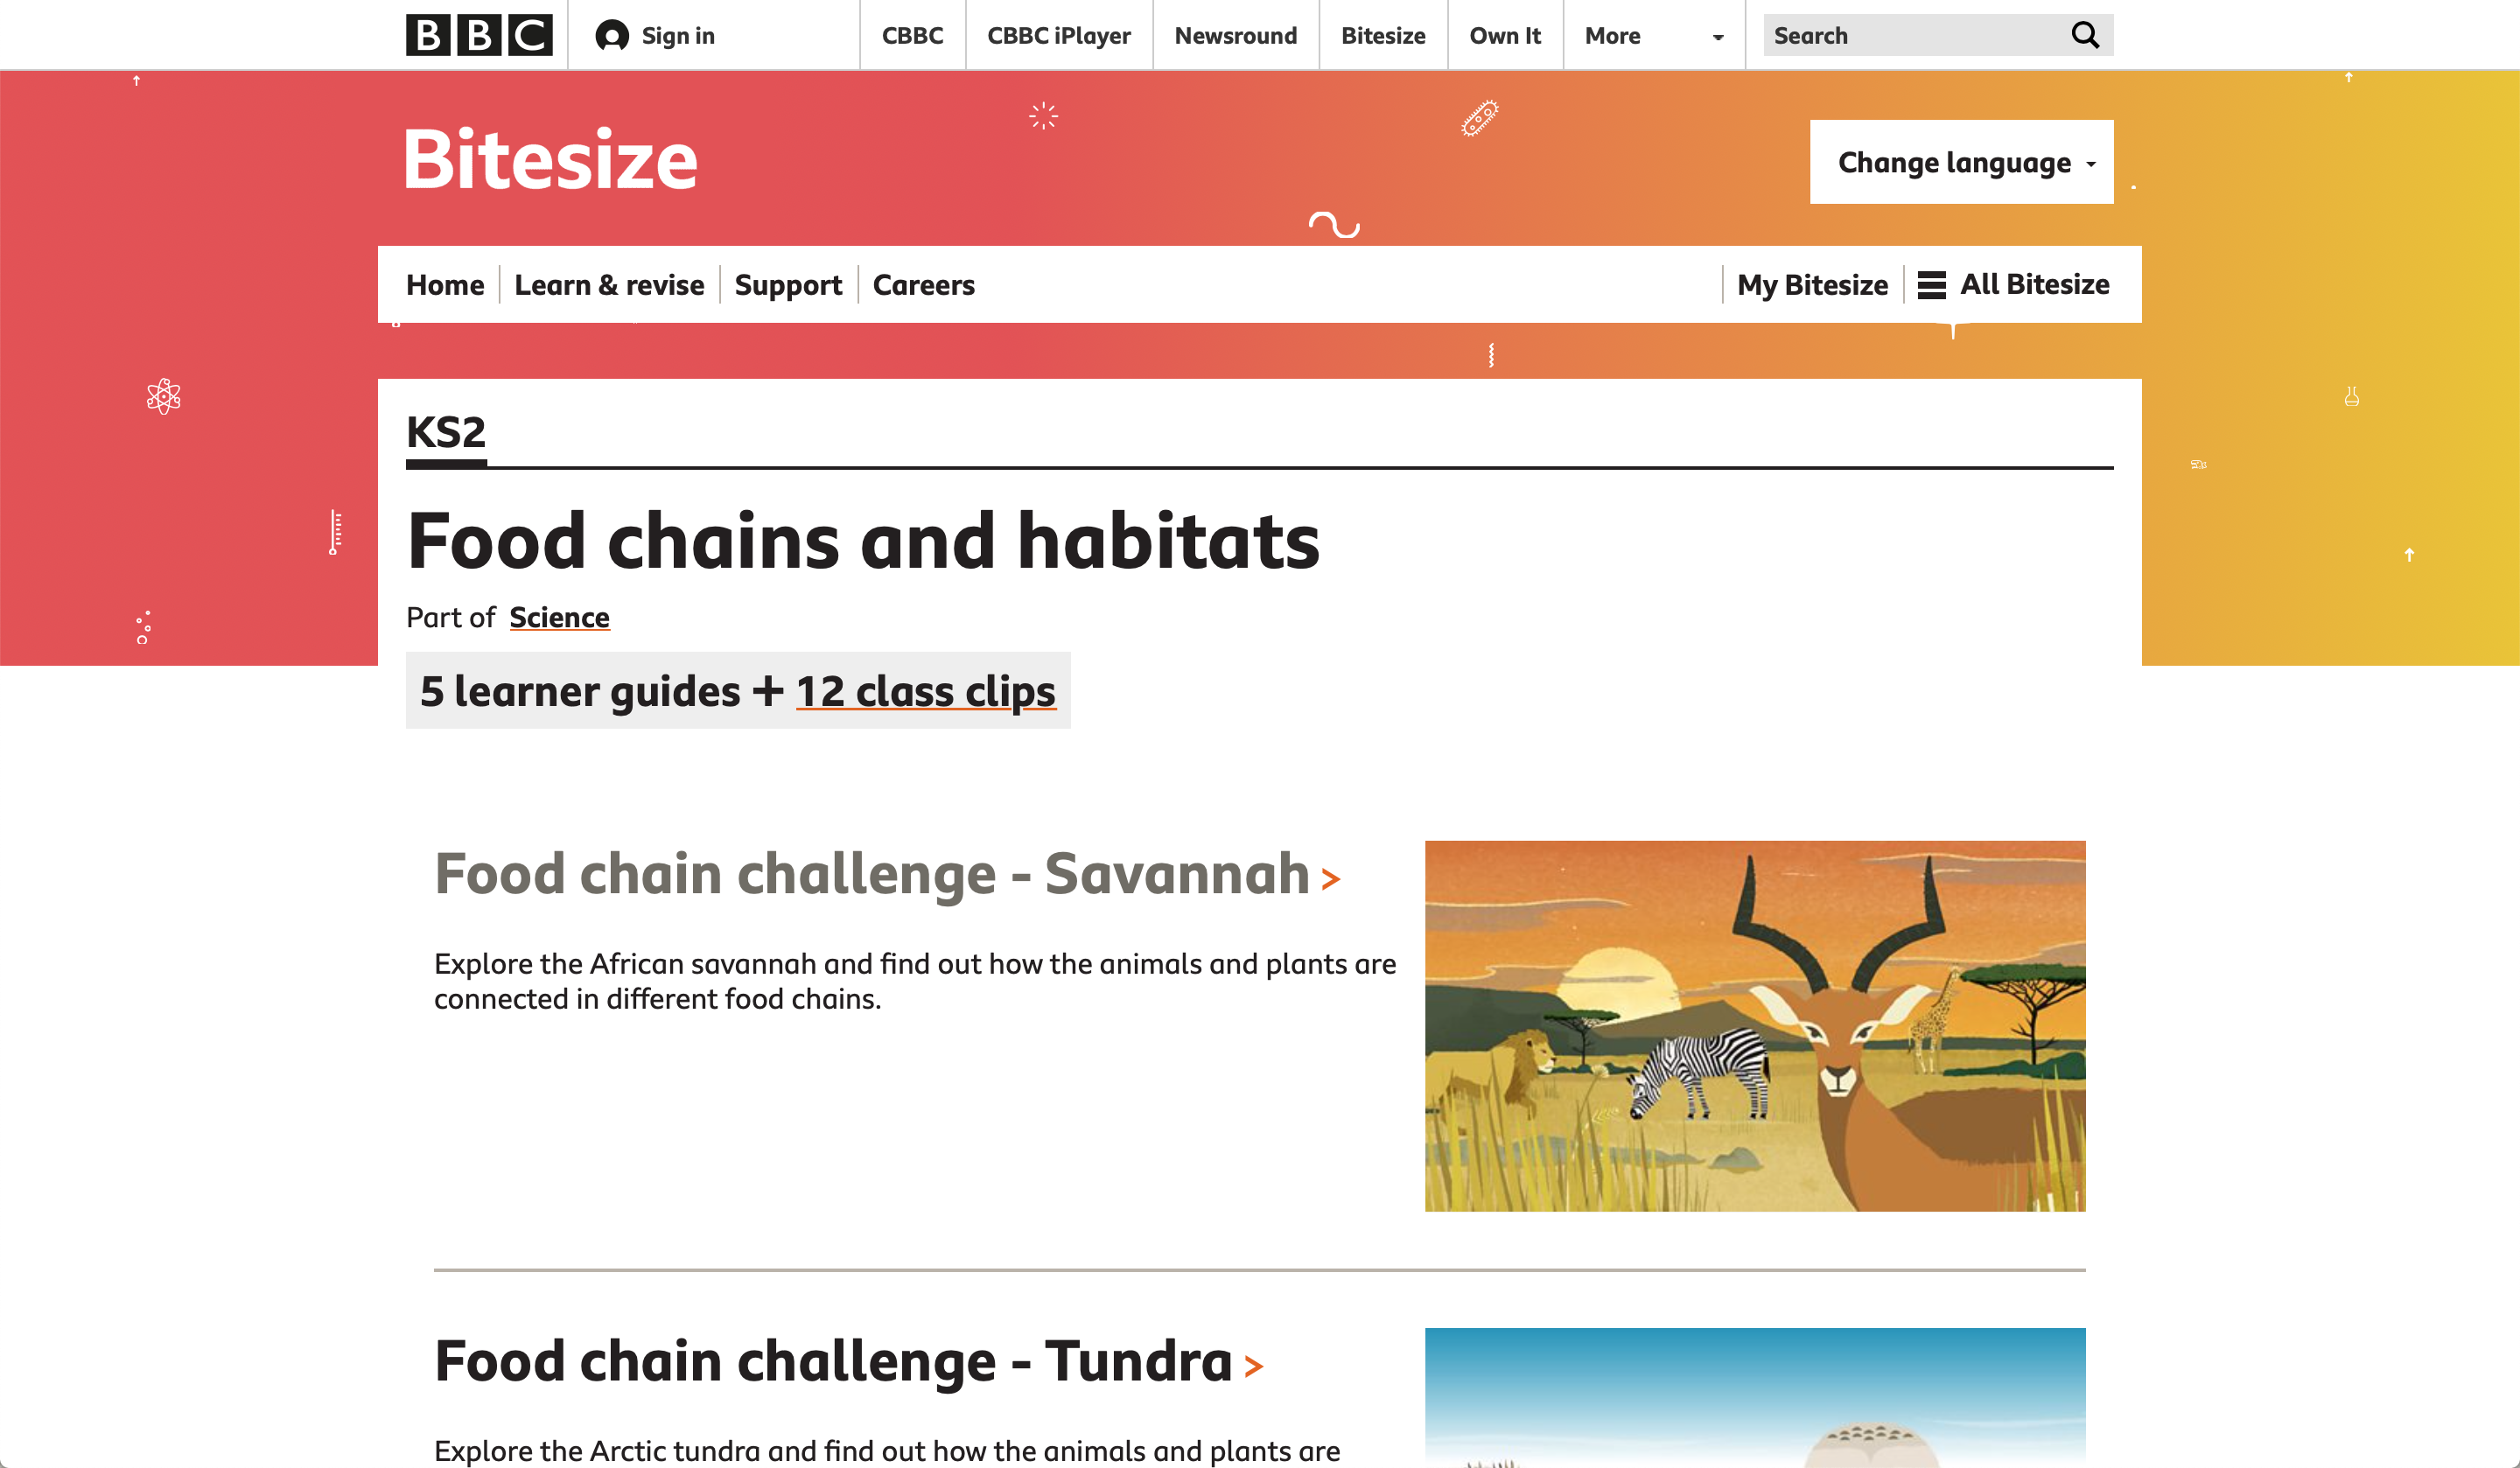 BBC
Sign in
CBBC
CBBC iPlayer
Newsround
Bitesize
Own It
More
Search
Bitesize
Change language
Home
Learn & revise
Support
Careers
My Bitesize
All Bitesize
KS2
Food chains and habitats
Part of Science
5 learner guides + 12 class clips
Food chain challenge - Savannah >
Explore the African savannah and find out how the animals and plants are
connected in different food chains.
Food chain challenge - Tundra >
Explore the Arctic tundra and find out how the animals and plants are